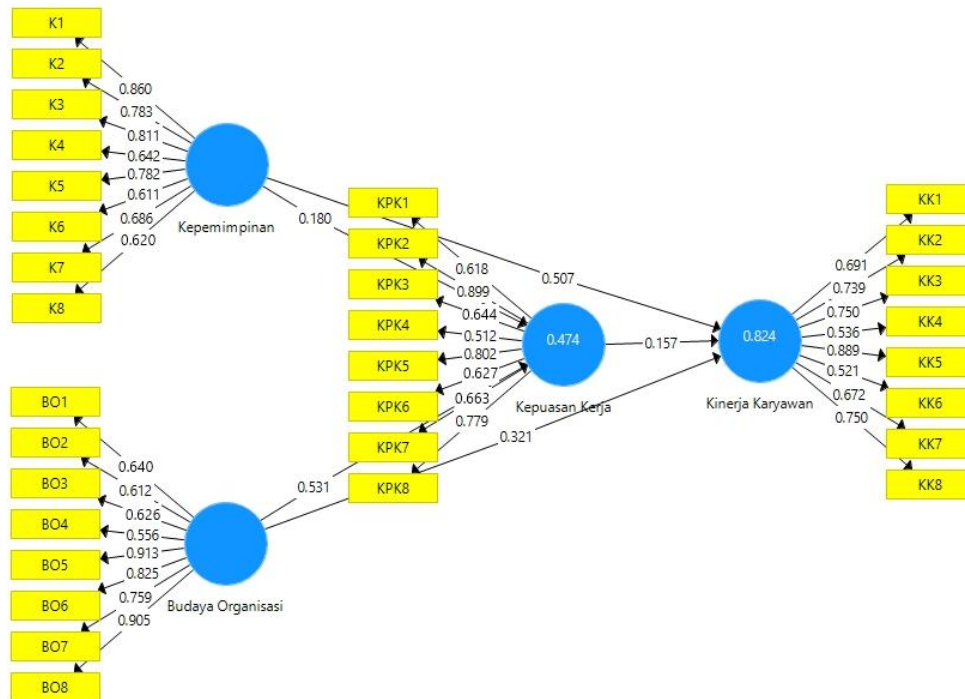 K1
K2
K3
K4
K5
K6
K7
K8
0.860
0.783
0.811
0.642
0.782
0.611
0.686
0.620
Kepemimpinan
BO1
BO2
BO3
BO4
BO5
BO6
BO7
BO8
0.640
0.612
0.626
0.556
0.913
0.825
0.759
0.905
Budaya Organisasi
0.180
0.507
0.531
0.321
KPK1
KPK2
KPK3
KPK4
KPK5
KPK6
KPK7
KPK8
0.618
0.899
0.644
0.512
0.802
0.627
0.663
0.779
0.474
Kepuasan Kerja
0.157
0.824
Kinerja Karyawan
0.691
0.739
0.750
0.536
0.889
0.521
0.672
0.750
KK1
KK2
KK3
KK4
KK5
KK6
KK7
KK8